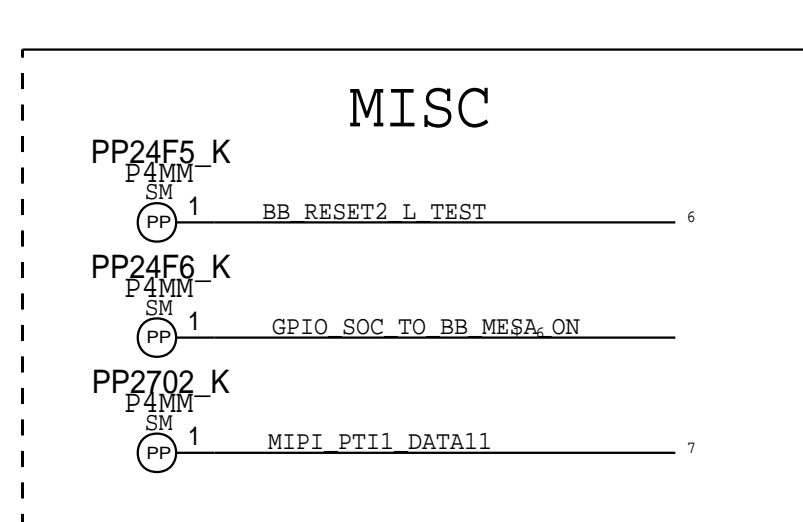 MISC
PP24F5_K
P4MM
SM
PP 1 BB_RESET2_L_TEST 6
PP24F6_K
P4MM
SM
PP 1 GPIO_SOC_TO_BB_MESA_ON 6
PP2702_K
P4MM
SM
PP 1 MIPI_PTI1_DATA11 7